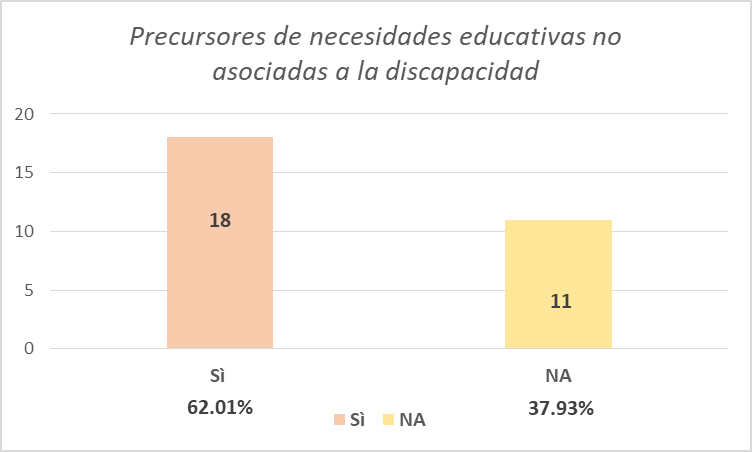 Precursores de necesidades educativas no
asociadas a la discapacidad
20
15
10
5
0
18
11
Sì
NA
62.01%
37.93%
Sì
NA